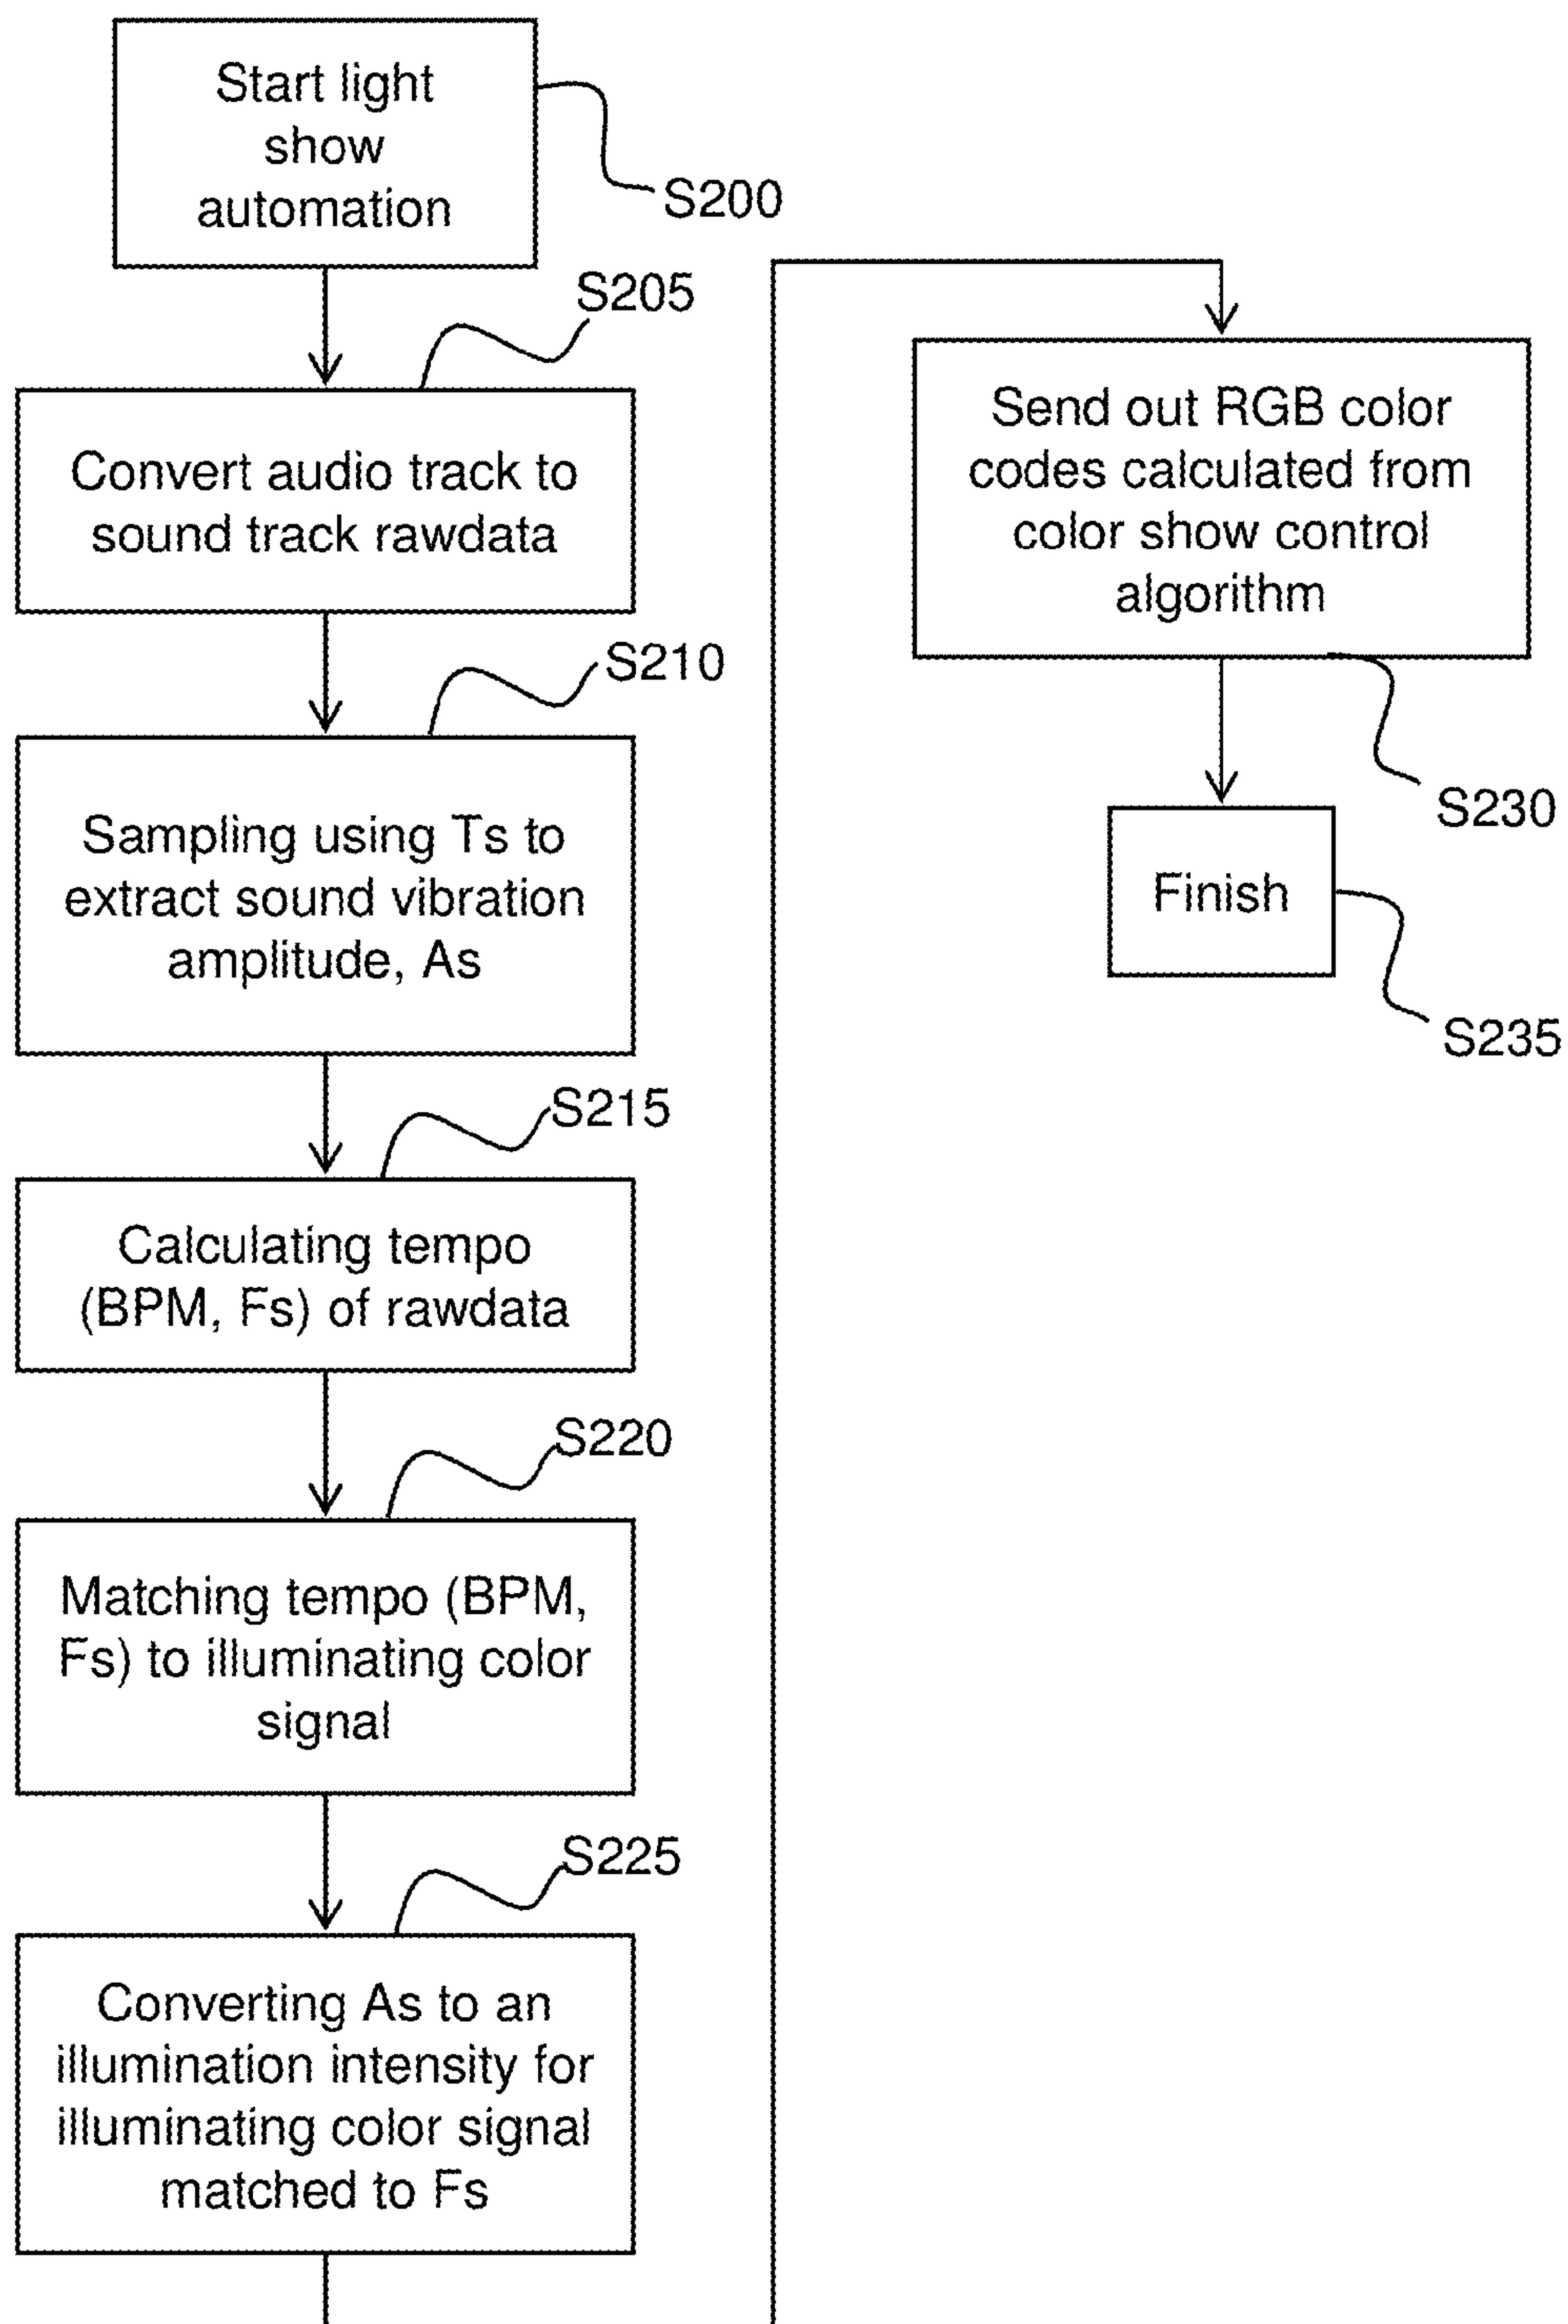 Start light
show
automation
S200
S205
Convert audio track to
sound track rawdata
S210
Sampling using Ts to
extract sound vibration
amplitude, As
S215
Calculating tempo
(BPM, Fs) of rawdata
S220
Matching tempo (BPM,
Fs) to illuminating color
signal
S225
Converting As to an
illumination intensity for
illuminating color signal
matched to Fs
Send out RGB color
codes calculated from
color show control
algorithm
S230
Finish
S235